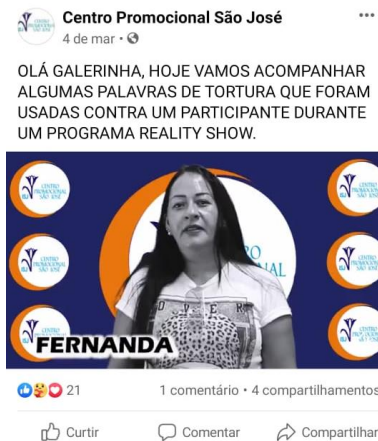 Centro Promocional São José
4 de mar
OLÁ GALERINHA, HOJE VAMOS ACOMPANHAR
ALGUMAS PALAVRAS DE TORTURA QUE FORAM
USADAS CONTRA UM PARTICIPANTE DURANTE
UM PROGRAMA REALITY SHOW.
FERNANDA
21
1 comentário • 4 compartilhamentos
Curtir
Comentar
Compartilhar